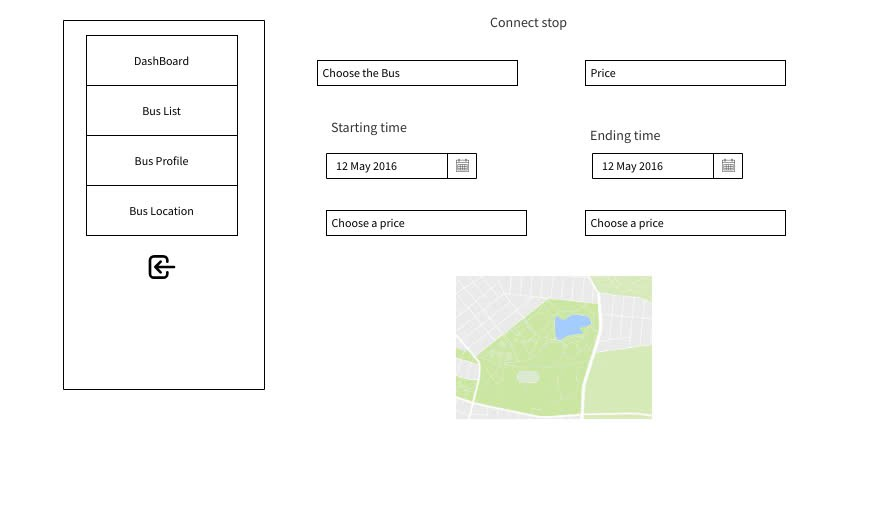 Connect stop
DashBoard
Bus List
Bus Profile
Bus Location
Choose the Bus
Price
Starting time
Ending time
12 May 2016
12 May 2016
Choose a price
Choose a price